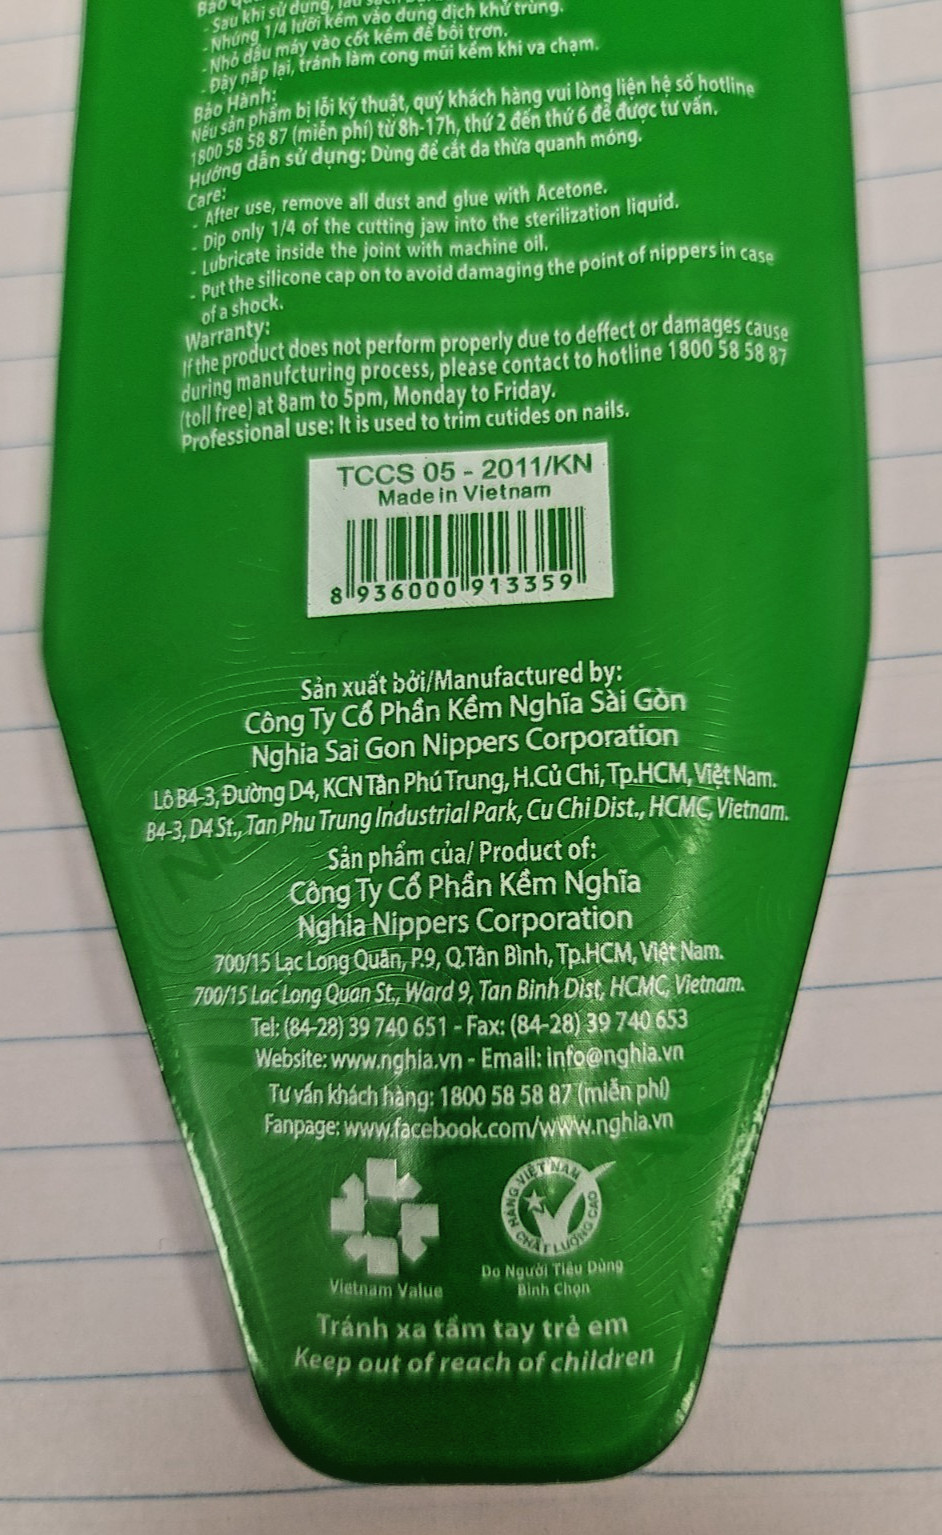 Bảo qu
- Sau khi sử dụng,
- Nhúng 1/4 lưỡi kềm vào dung dịch khử trùng.
- Nhỏ dầu máy vào cốt kềm để bôi trơn.
- Đậy nắp lại, tránh làm cong mũi kềm khi va chạm.
Bảo Hành:
Nếu sản phẩm bị lỗi kỹ thuật, quý khách hàng vui lòng liện hệ số hotline
1800 58 58 87 (miễn phí) từ 8h-17h, thứ 2 đến thứ 6 để được tư vấn.
Hướng dẫn sử dụng: Dùng để cắt da thừa quanh móng.
Care:
- After use, remove all dust and glue with Acetone.
- Dip only 1/4 of the cutting jaw into the sterilization liquid.
- Lubricate inside the joint with machine oil.
- Put the silicone cap on to avoid damaging the point of nippers in case
of a shock.
Warranty:
If the product does not perform properly due to deffect or damages cause
during manufcturing process, please contact to hotline 1800 58 58 87
(toll free) at 8am to 5pm, Monday to Friday.
Professional use: It is used to trim cutides on nails.
TCCS 05 - 2011/KN
Made in Vietnam
8 936000 913359
Sản xuất bởi/Manufactured by:
Công Ty Cổ Phần Kềm Nghĩa Sài Gòn
Nghia Sai Gon Nippers Corporation
Lô B4-3, Đường D4, KCN Tân Phú Trung, H.Củ Chi, Tp.HCM, Việt Nam.
B4-3, D4 St., Tan Phu Trung Industrial Park, Cu Chi Dist., HCMC, Vietnam.
Sản phẩm của/ Product of:
Công Ty Cổ Phần Kềm Nghĩa
Nghia Nippers Corporation
700/15 Lạc Long Quân, P.9, Q.Tân Bình, Tp.HCM, Việt Nam.
700/15 Lac Long Quan St., Ward 9, Tan Binh Dist, HCMC, Vietnam.
Tel: (84-28) 39 740 651 - Fax: (84-28) 39 740 653
Website: www.nghia.vn - Email: info@nghia.vn
Tư vấn khách hàng: 1800 58 58 87 (miễn phí)
Fanpage: www.facebook.com/www.nghia.vn
HÀNG VIỆT NAM
CHẤT LƯỢNG CAO
Vietnam Value
Do Người Tiêu Dùng
Bình Chọn
Tránh xa tầm tay trẻ em
Keep out of reach of children